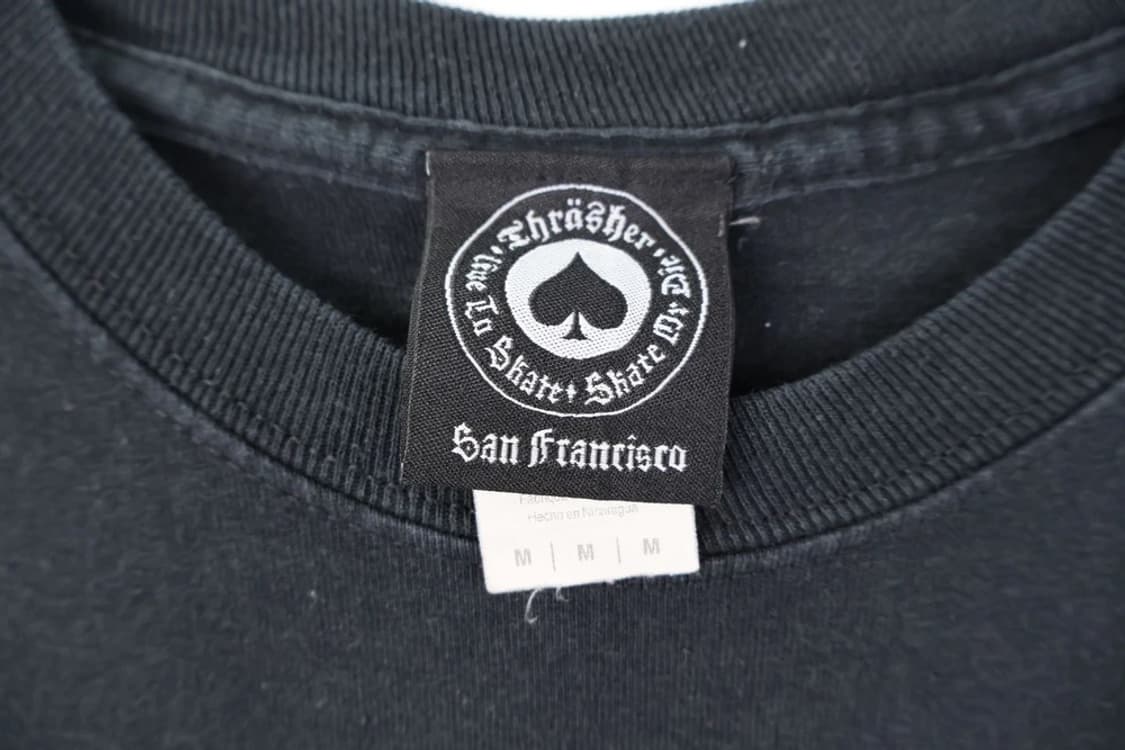 Thräsher
Live To Skate
Skate Or Die
San Francisco
Hecho en Nicaragua
M | M | M